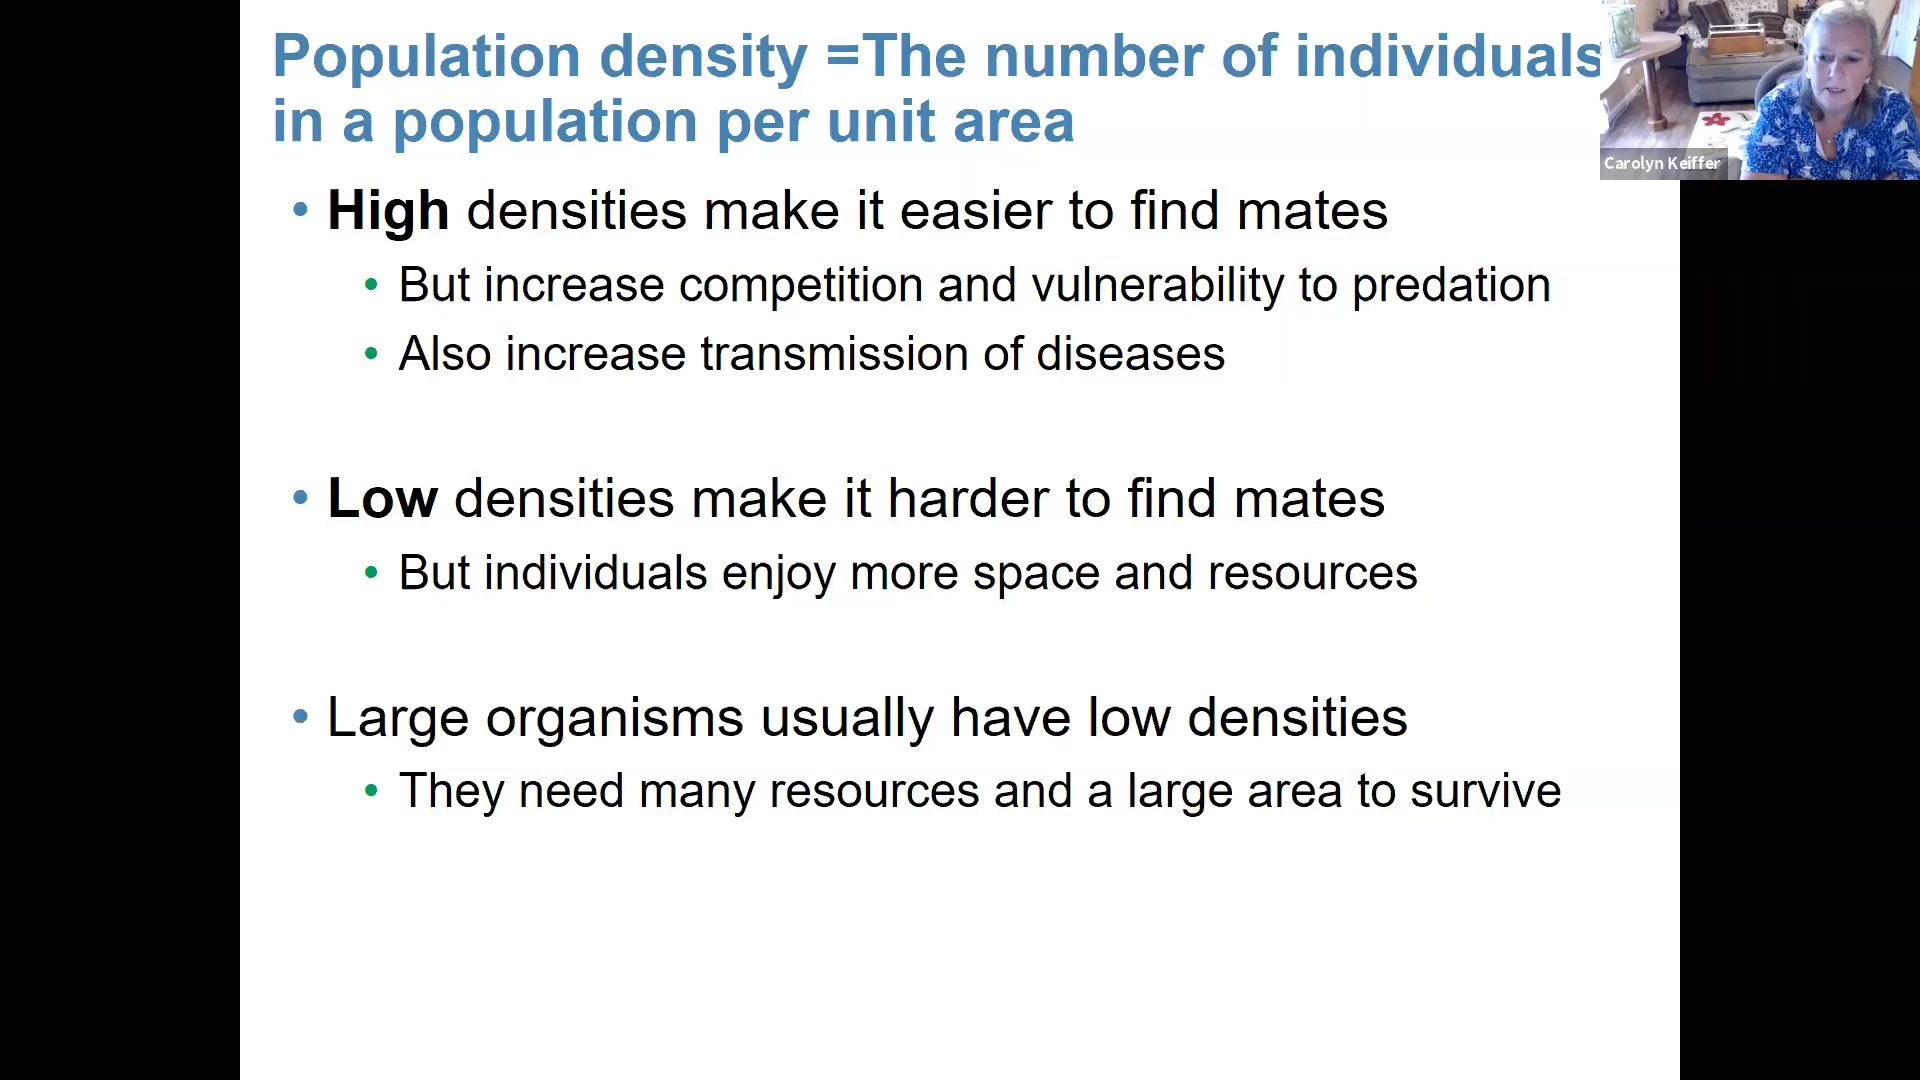 Population density =The number of individuals
in a population per unit area
Carolyn Keiffer
• High densities make it easier to find mates
• But increase competition and vulnerability to predation
• Also increase transmission of diseases
• Low densities make it harder to find mates
• But individuals enjoy more space and resources
• Large organisms usually have low densities
• They need many resources and a large area to survive